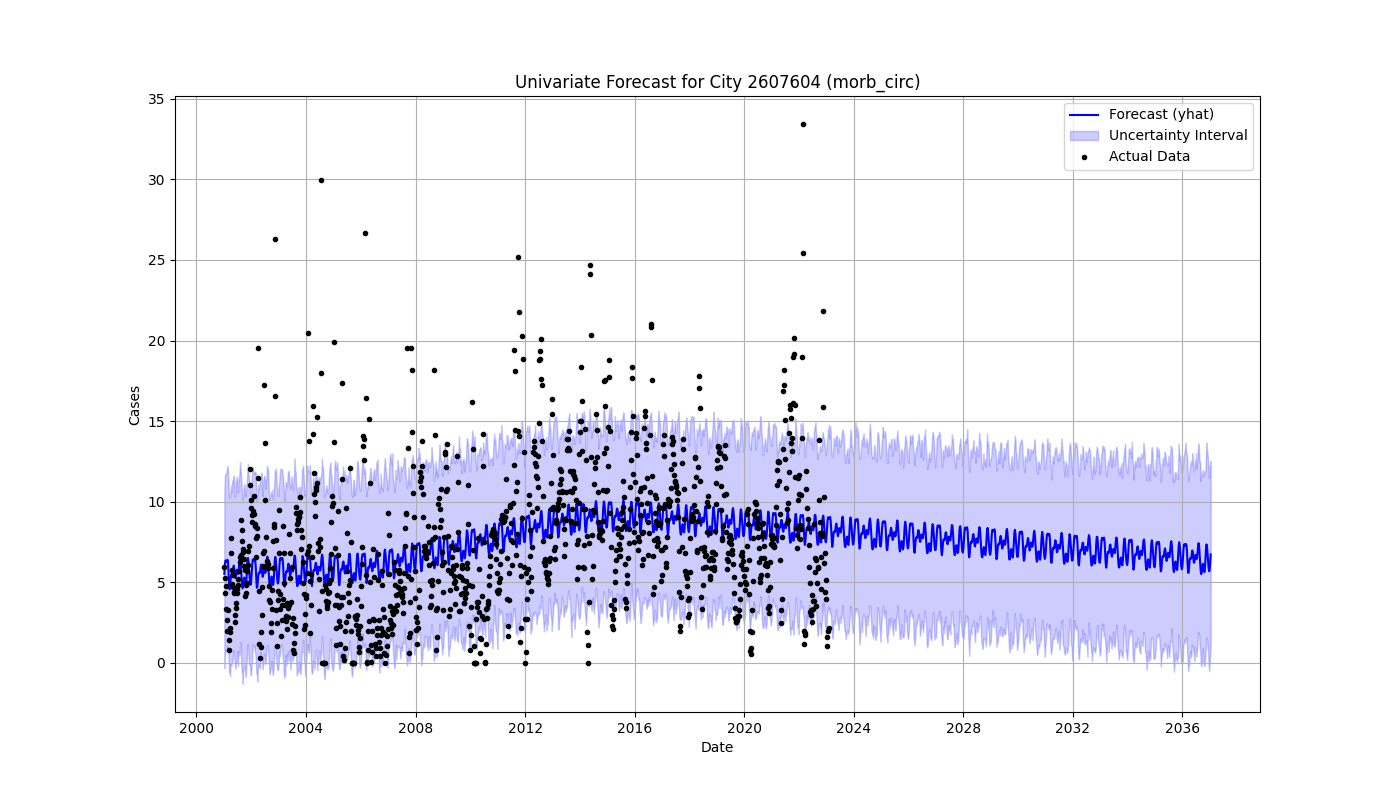 Univariate Forecast for City 2607604 (morb_circ)
Forecast (yhat)
Uncertainty Interval
Actual Data
Cases
35
30
25
20
15
10
5
0
2000 2004 2008 2012 2016 2020 2024 2028 2032 2036
Date